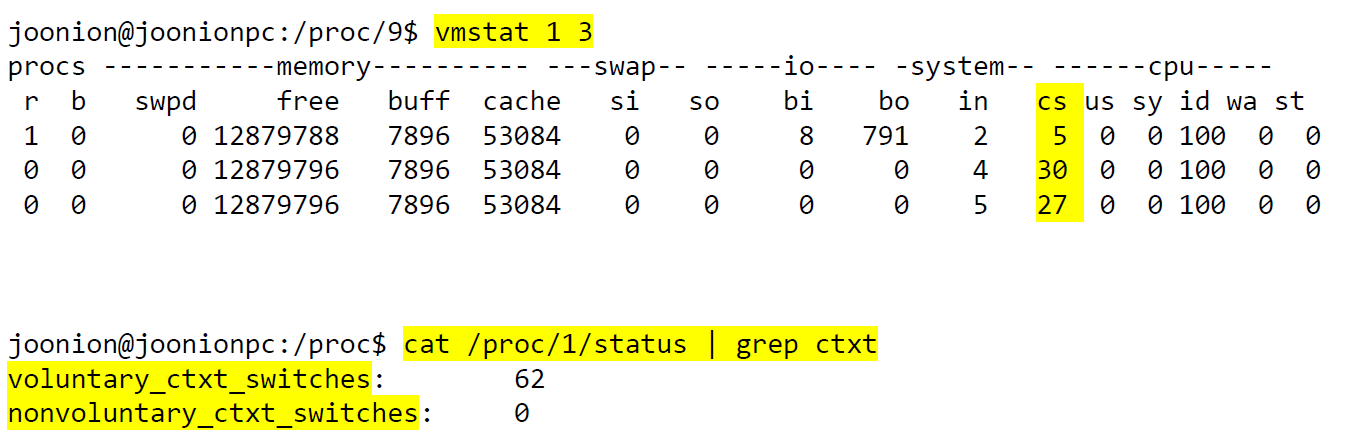 joonion@joonionpc:/proc/9$ vmstat 1 3
procs -----------memory---------- ---swap-- -----io---- -system-- ------cpu-----
 r  b   swpd   free   buff  cache   si   so    bi    bo   in   cs us sy id wa st
 1  0      0 12879788   7896  53084    0    0     8   791    2    5  0  0 100  0  0
 0  0      0 12879796   7896  53084    0    0     0     0    4   30  0  0 100  0  0
 0  0      0 12879796   7896  53084    0    0     0     0    5   27  0  0 100  0  0
joonion@joonionpc:/proc$ cat /proc/1/status | grep ctxt
voluntary_ctxt_switches:        62
nonvoluntary_ctxt_switches:     0